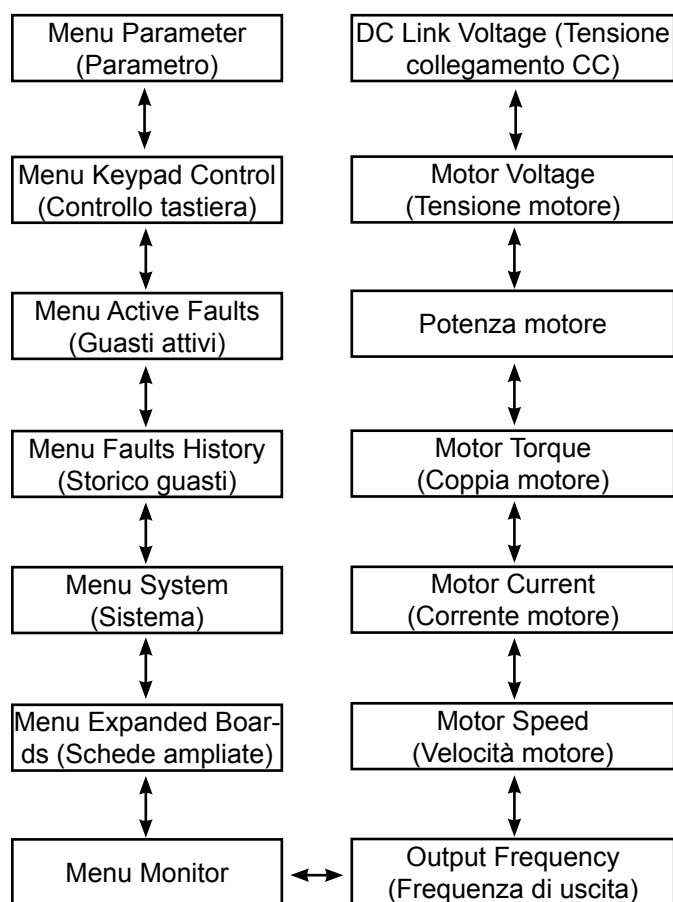 Menu Parameter
(Parametro)
Menu Keypad Control
(Controllo tastiera)
Menu Active Faults
(Guasti attivi)
Menu Faults History
(Storico guasti)
Menu System
(Sistema)
Menu Expanded Boar-
ds (Schede ampliate)
Menu Monitor
DC Link Voltage (Tensione
collegamento CC)
Motor Voltage
(Tensione motore)
Potenza motore
Motor Torque
(Coppia motore)
Motor Current
(Corrente motore)
Motor Speed
(Velocità motore)
Output Frequency
(Frequenza di uscita)